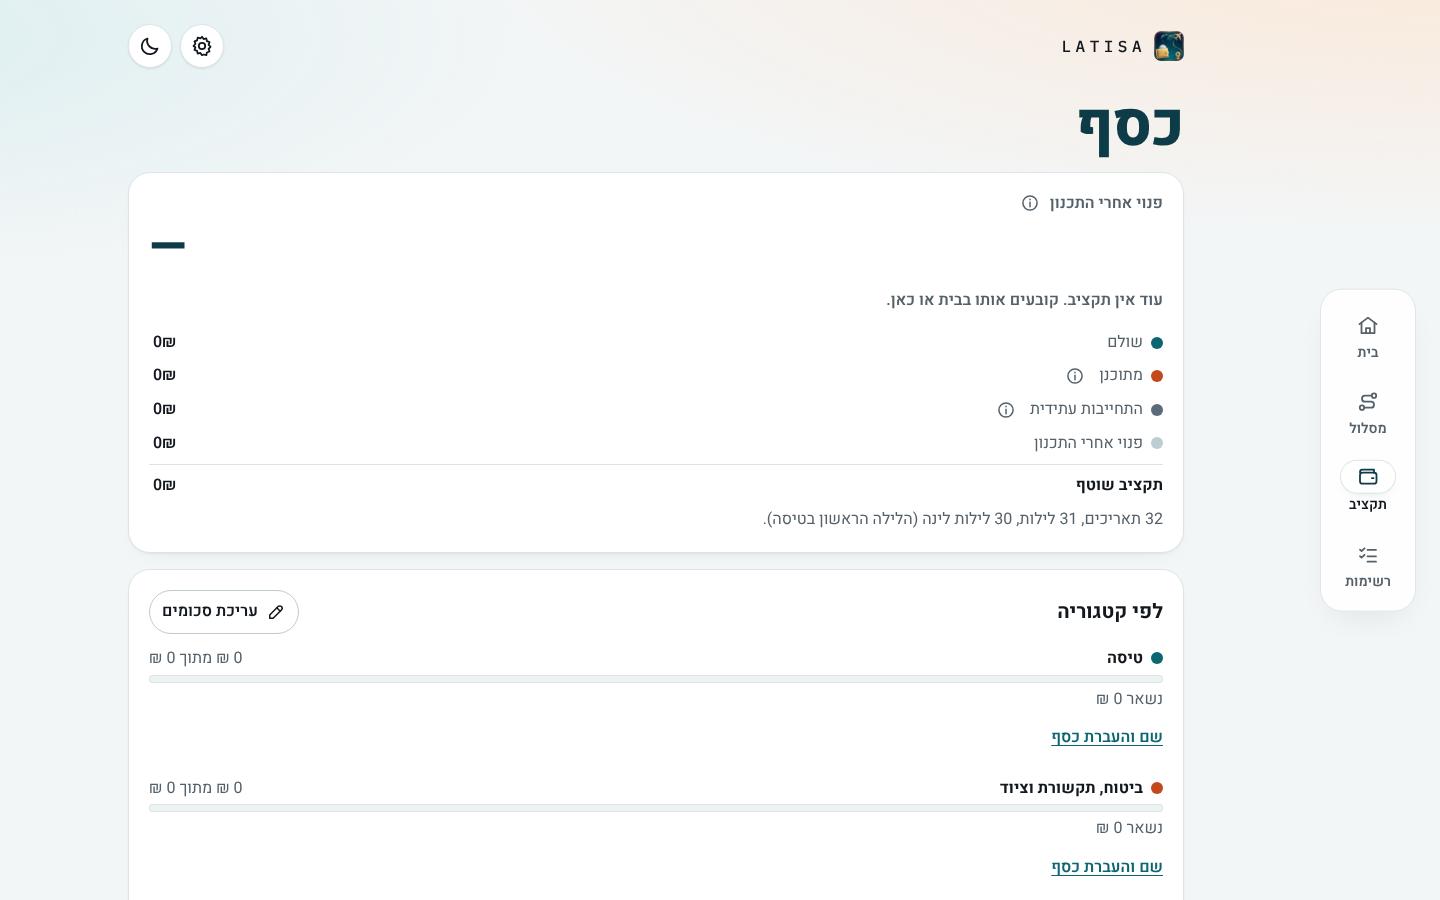 LATISA
כסף
פנוי אחרי התכנון
—
עוד אין תקציב. קובעים אותו בבית או כאן.
שולם ₪0
מתוכנן ₪0
התחייבות עתידית ₪0
פנוי אחרי התכנון ₪0
תקציב שוטף ₪0
32 תאריכים, 31 לילות, 30 לילות לינה (הלילה הראשון בטיסה).
לפי קטגוריה
עריכת סכומים
טיסה 0 ₪ מתוך 0 ₪
נשאר 0 ₪
שם והעברת כסף
ביטוח, תקשורת וציוד 0 ₪ מתוך 0 ₪
נשאר 0 ₪
שם והעברת כסף
בית
מסלול
תקציב
רשימות